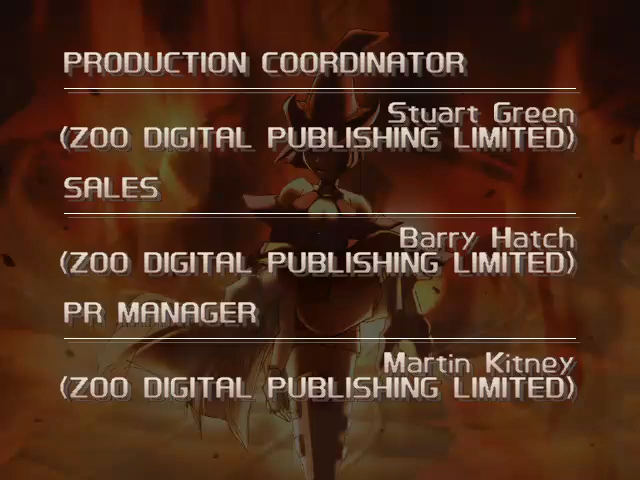 PRODUCTION COORDINATOR
Stuart Green
(ZOO DIGITAL PUBLISHING LIMITED)
SALES
Barry Hatch
(ZOO DIGITAL PUBLISHING LIMITED)
PR MANAGER
Martin Kitney
(ZOO DIGITAL PUBLISHING LIMITED)